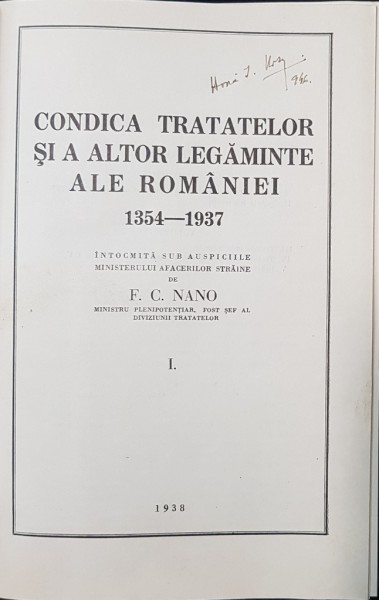 CONDICA TRATATELOR
ŞI A ALTOR LEGĂMINTE
ALE ROMÂNIEI
1354—1937
ÎNTOCMITĂ SUB AUSPICIILE
MINISTERULUI AFACERILOR STRĂINE
DE
F. C. NANO
MINISTRU PLENIPOTENŢIAR, FOST ŞEF AL
DIVIZIUNII TRATATELOR
I.
1938